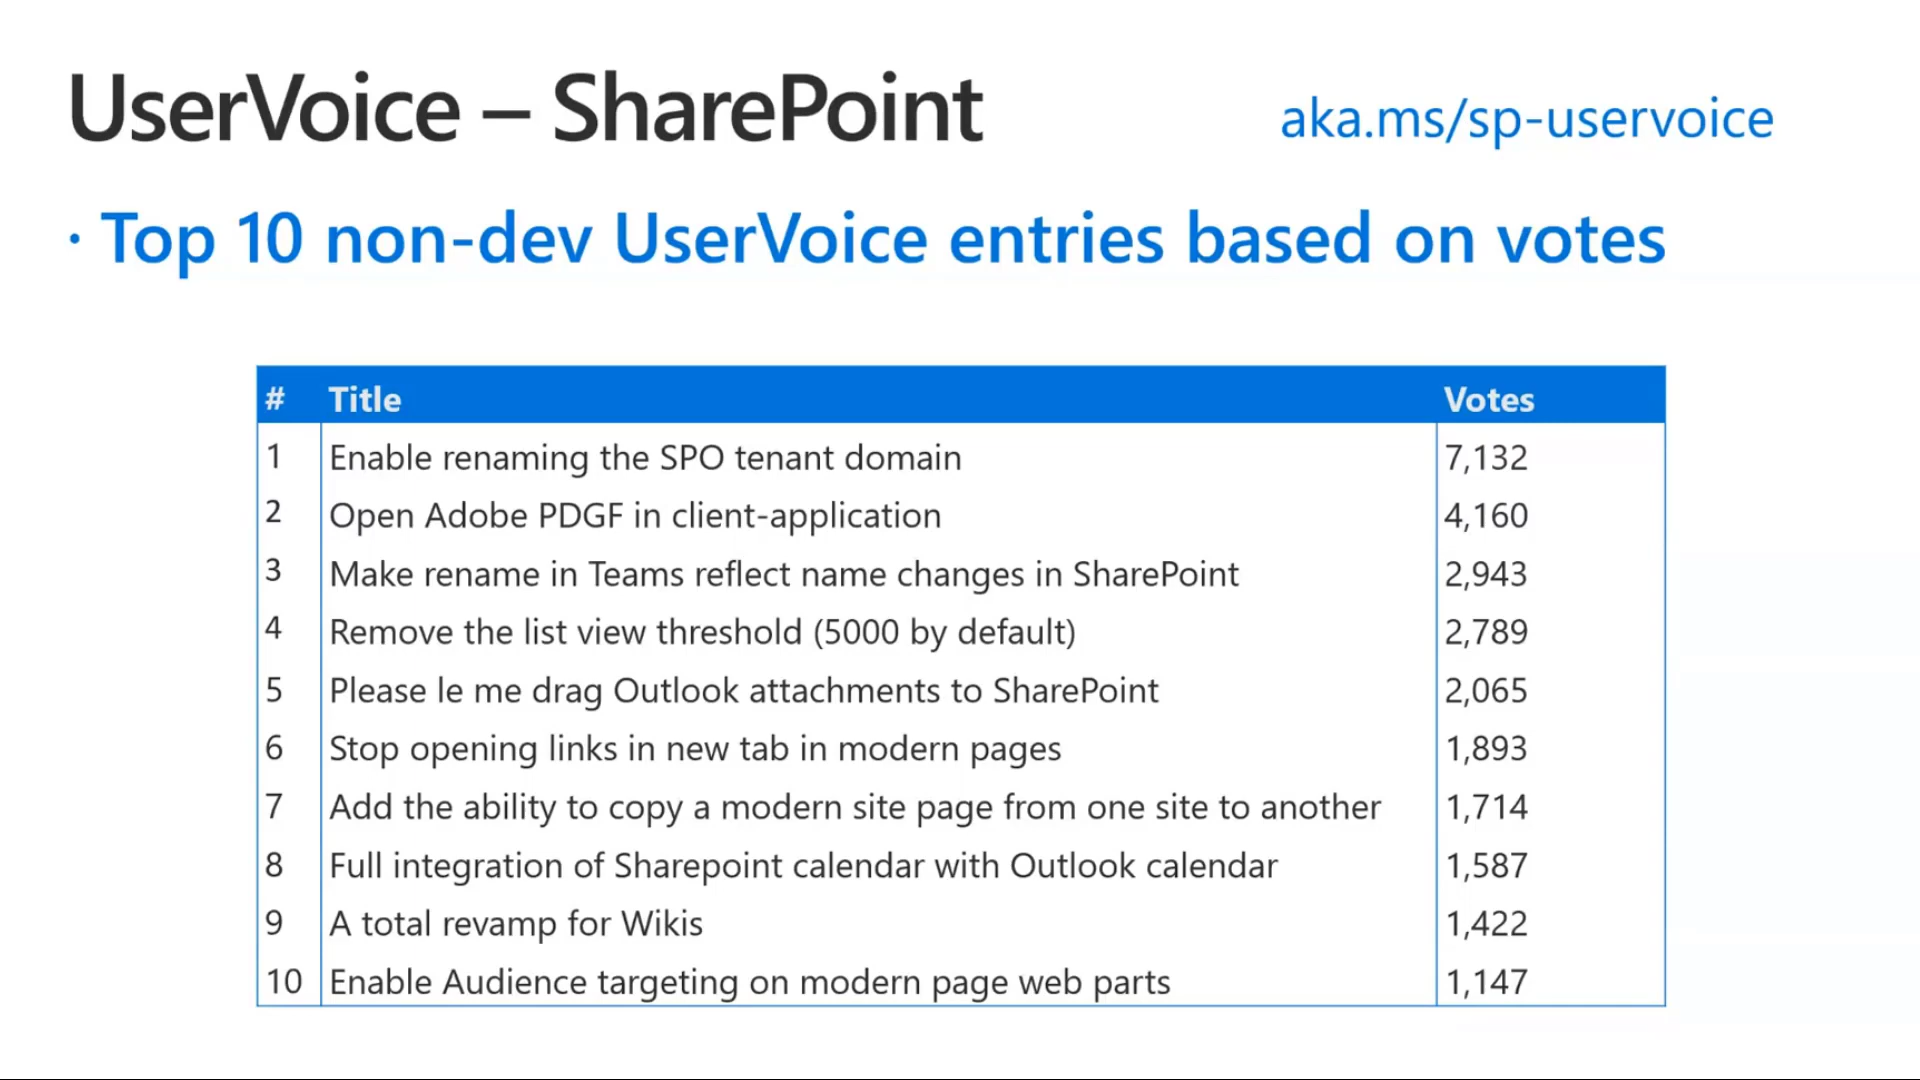 UserVoice – SharePoint
aka.ms/sp-uservoice
· Top 10 non-dev UserVoice entries based on votes
# Title Votes
1 Enable renaming the SPO tenant domain 7,132
2 Open Adobe PDGF in client-application 4,160
3 Make rename in Teams reflect name changes in SharePoint 2,943
4 Remove the list view threshold (5000 by default) 2,789
5 Please le me drag Outlook attachments to SharePoint 2,065
6 Stop opening links in new tab in modern pages 1,893
7 Add the ability to copy a modern site page from one site to another 1,714
8 Full integration of Sharepoint calendar with Outlook calendar 1,587
9 A total revamp for Wikis 1,422
10 Enable Audience targeting on modern page web parts 1,147